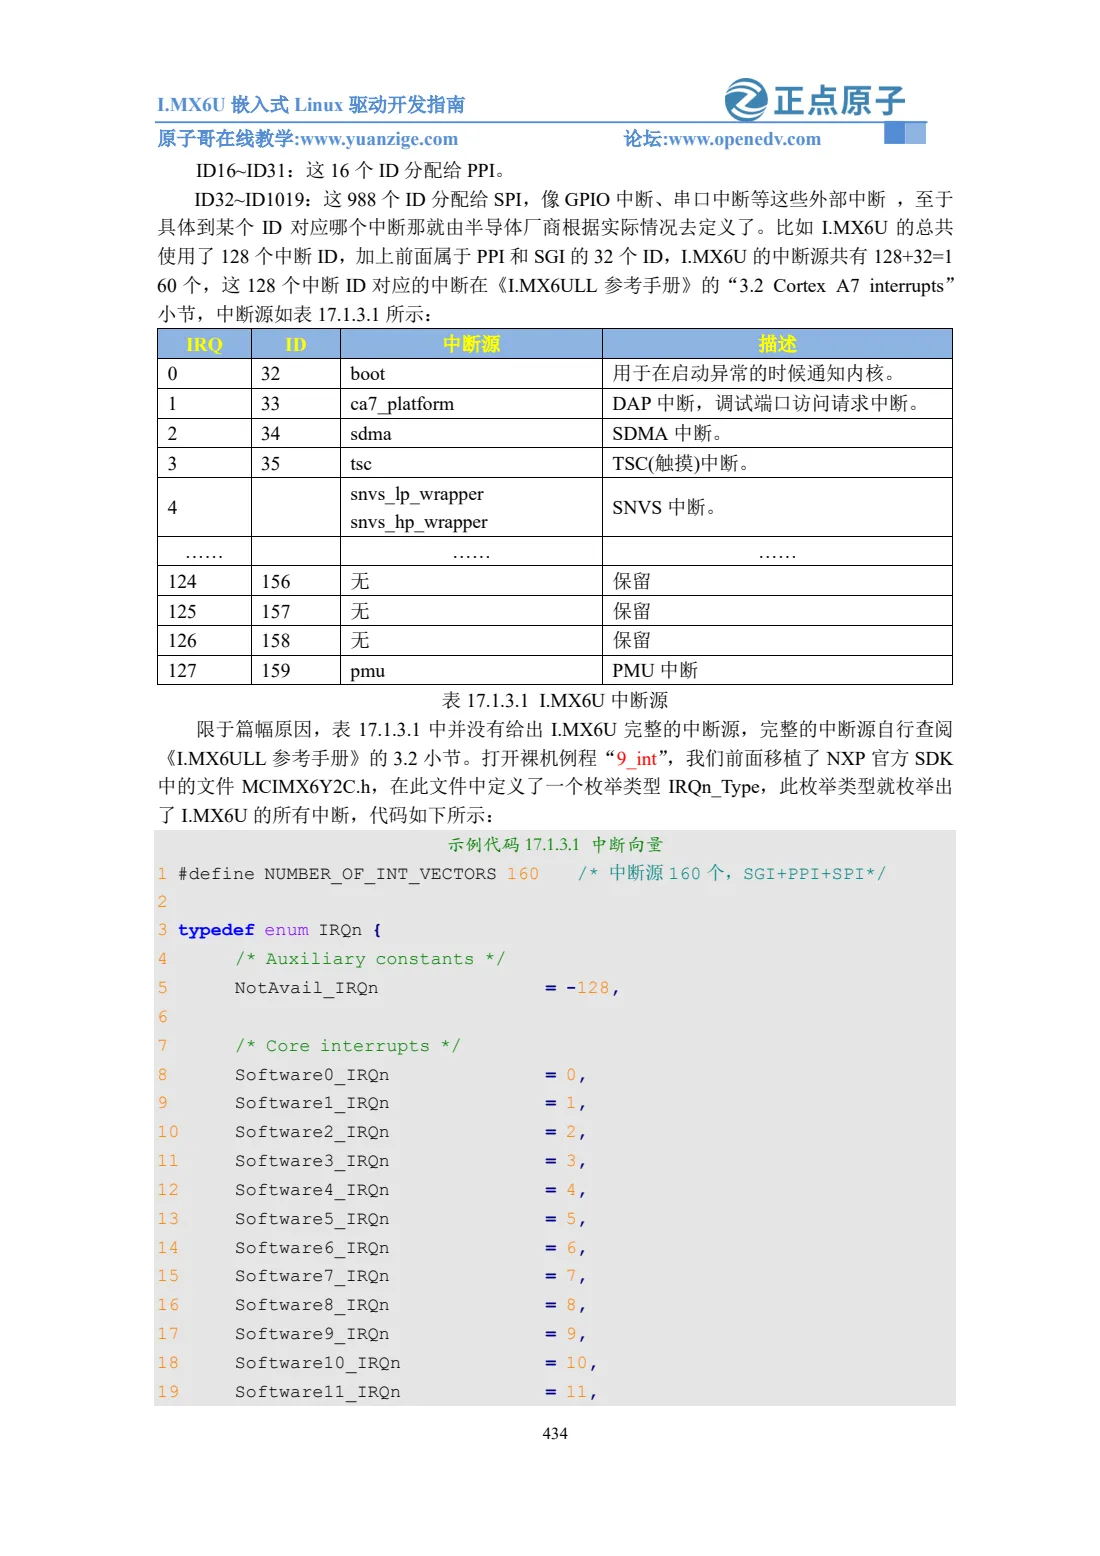 I.MX6U 嵌入式 Linux 驱动开发指南
正点原子
原子哥在线教学:www.yuanzige.com 论坛:www.openedv.com
ID16~ID31：这 16 个 ID 分配给 PPI。
ID32~ID1019：这 988 个 ID 分配给 SPI，像 GPIO 中断、串口中断等这些外部中断 ，至于
具体到某个 ID 对应哪个中断那就由半导体厂商根据实际情况去定义了。比如 I.MX6U 的总共
使用了 128 个中断 ID，加上前面属于 PPI 和 SGI 的 32 个 ID，I.MX6U 的中断源共有 128+32=1
60 个，这 128 个中断 ID 对应的中断在《I.MX6ULL 参考手册》的“3.2 Cortex A7 interrupts”
小节，中断源如表 17.1.3.1 所示：
IRQ ID 中断源 描述
0 32 boot 用于在启动异常的时候通知内核。
1 33 ca7_platform DAP 中断，调试端口访问请求中断。
2 34 sdma SDMA 中断。
3 35 tsc TSC(触摸)中断。
4 snvs_lp_wrapper
snvs_hp_wrapper SNVS 中断。
…… …… ……
124 156 无 保留
125 157 无 保留
126 158 无 保留
127 159 pmu PMU 中断
表 17.1.3.1 I.MX6U 中断源
限于篇幅原因，表 17.1.3.1 中并没有给出 I.MX6U 完整的中断源，完整的中断源自行查阅
《I.MX6ULL 参考手册》的 3.2 小节。打开裸机例程“9_int”，我们前面移植了 NXP 官方 SDK
中的文件 MCIMX6Y2C.h，在此文件中定义了一个枚举类型 IRQn_Type，此枚举类型就枚举出
了 I.MX6U 的所有中断，代码如下所示：
示例代码 17.1.3.1 中断向量
1 #define NUMBER_OF_INT_VECTORS 160 /* 中断源 160 个，SGI+PPI+SPI*/
2
3 typedef enum IRQn {
4 /* Auxiliary constants */
5 NotAvail_IRQn = -128,
6
7 /* Core interrupts */
8 Software0_IRQn = 0,
9 Software1_IRQn = 1,
10 Software2_IRQn = 2,
11 Software3_IRQn = 3,
12 Software4_IRQn = 4,
13 Software5_IRQn = 5,
14 Software6_IRQn = 6,
15 Software7_IRQn = 7,
16 Software8_IRQn = 8,
17 Software9_IRQn = 9,
18 Software10_IRQn = 10,
19 Software11_IRQn = 11,
434